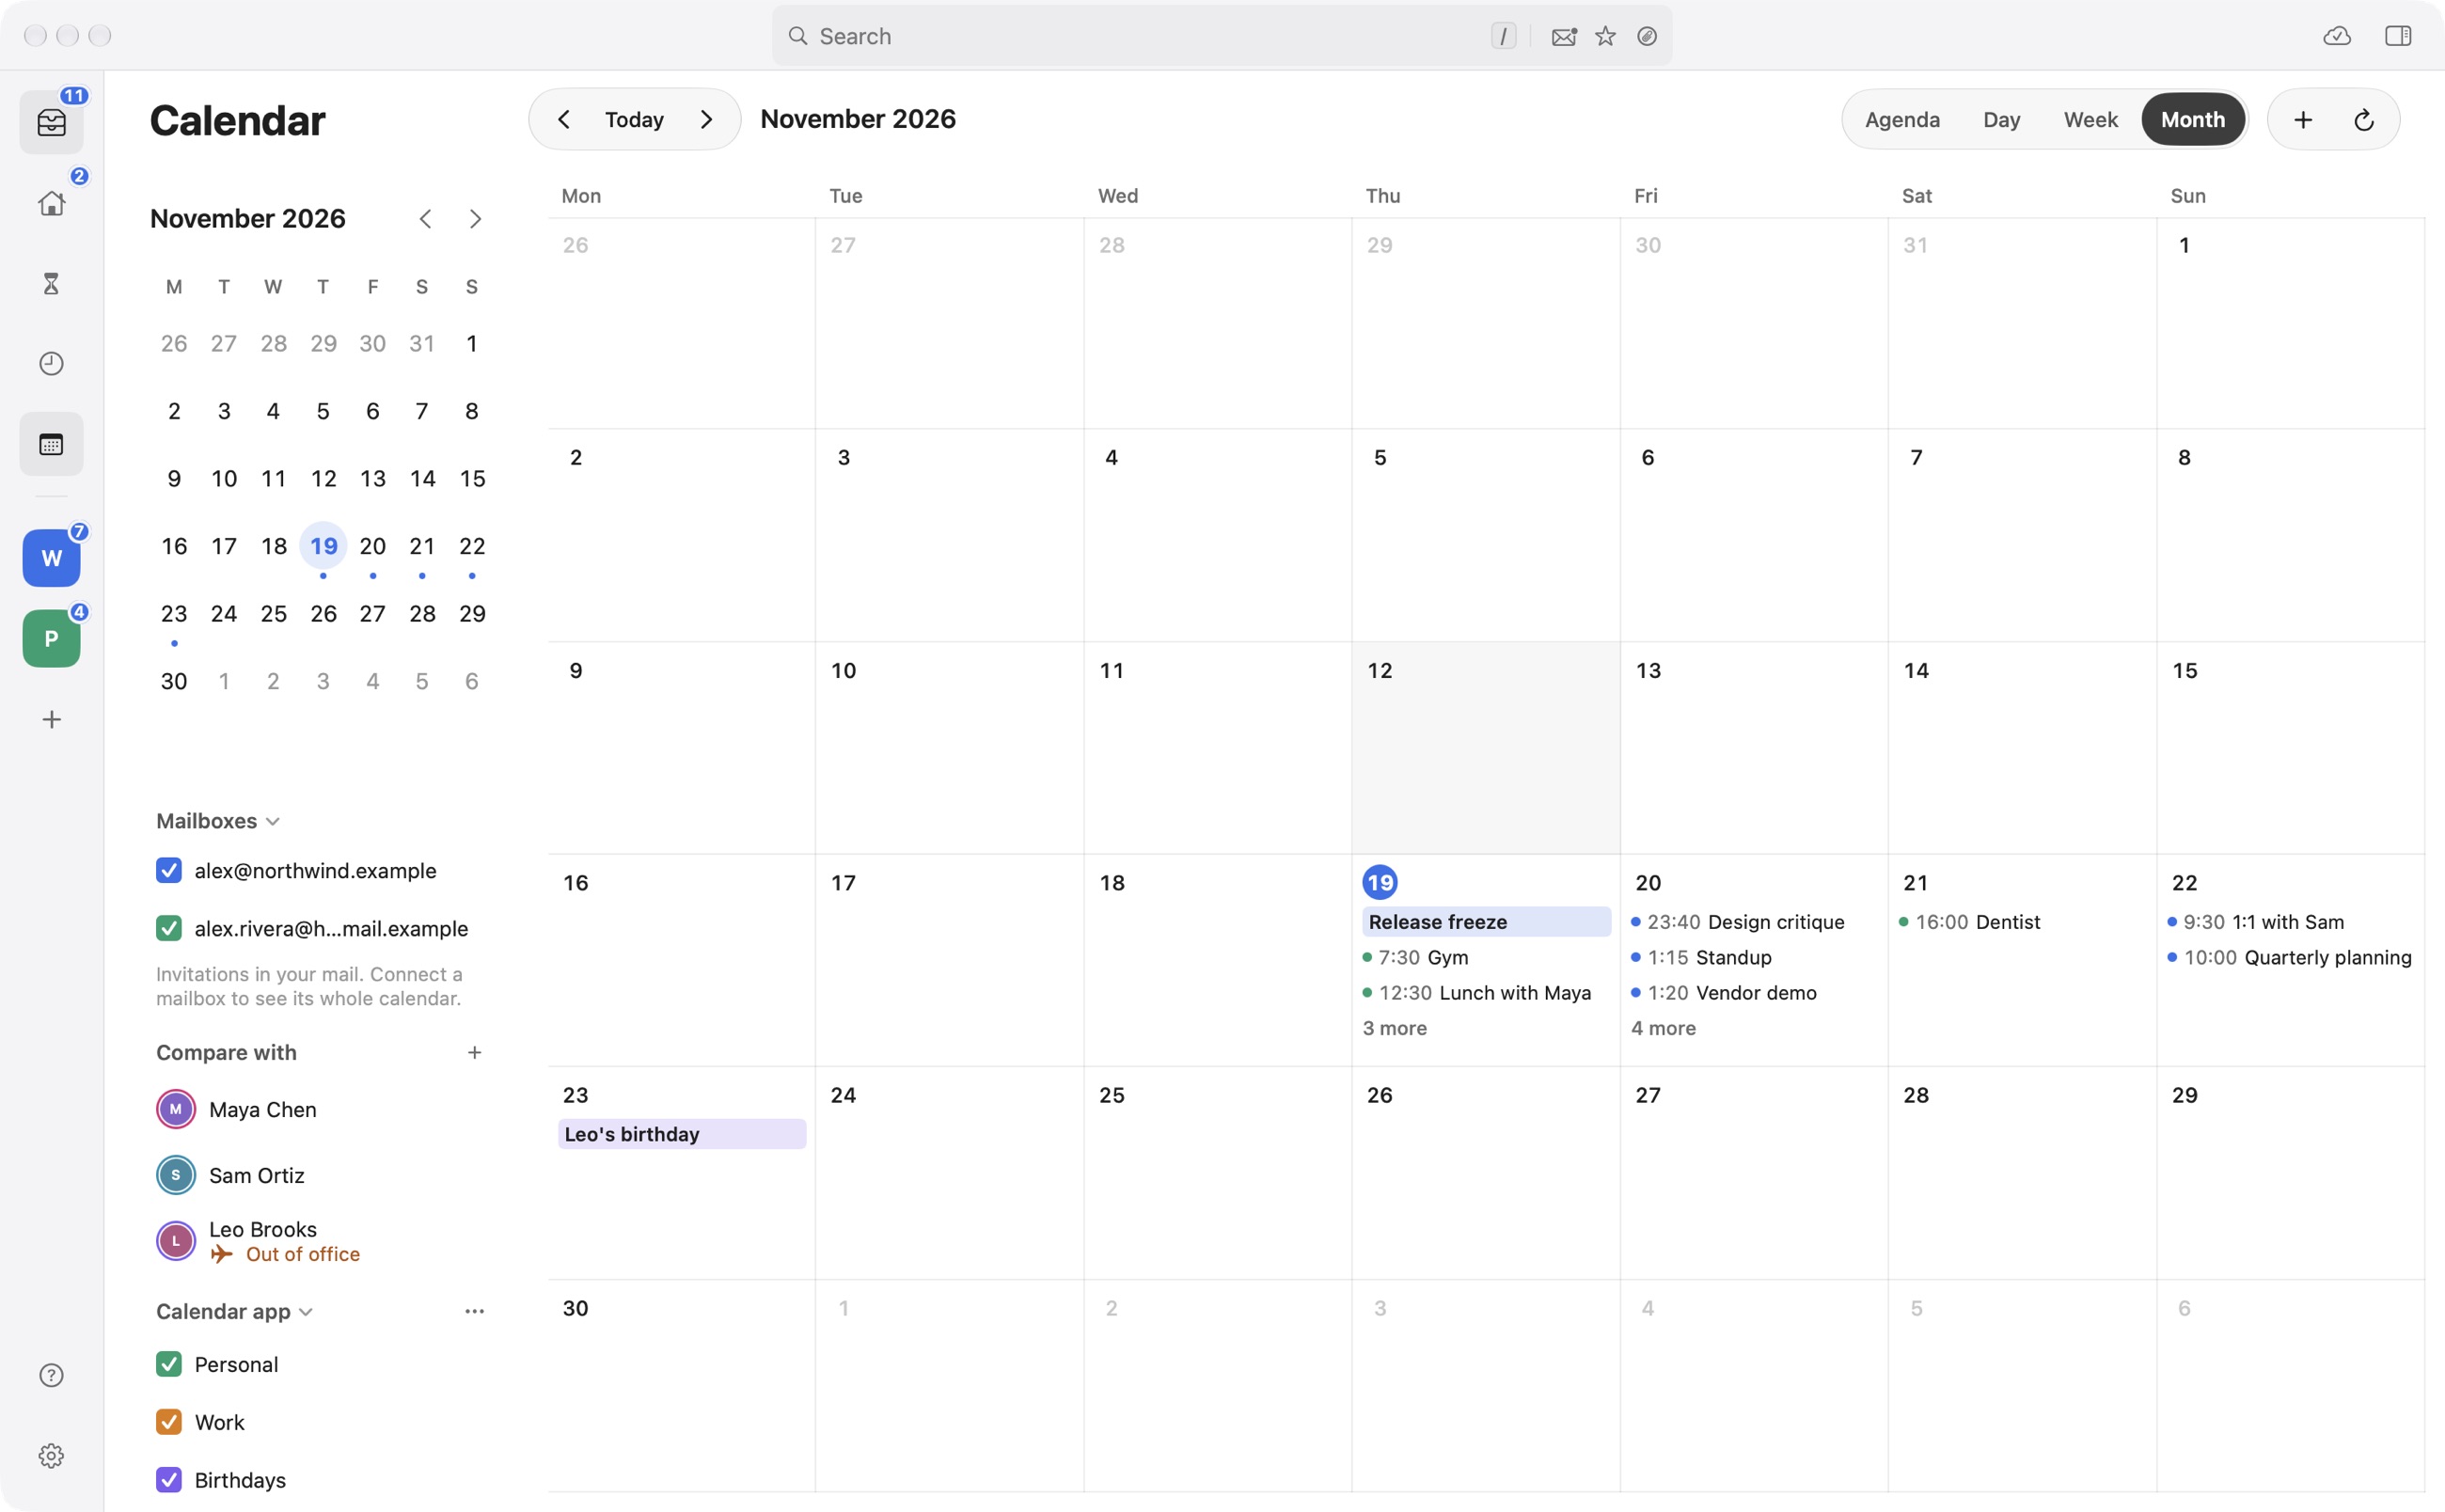 Search
/
11
2
7
W
4
P
Calendar
Today
November 2026
Agenda
Day
Week
Month
November 2026
M T W T F S S
26 27 28 29 30 31 1
2 3 4 5 6 7 8
9 10 11 12 13 14 15
16 17 18 19 20 21 22
23 24 25 26 27 28 29
30 1 2 3 4 5 6
Mailboxes
alex@northwind.example
alex.rivera@h...mail.example
Invitations in your mail. Connect a
mailbox to see its whole calendar.
Compare with
M Maya Chen
S Sam Ortiz
L Leo Brooks
Out of office
Calendar app
Personal
Work
Birthdays
?
Mon Tue Wed Thu Fri Sat Sun
26 27 28 29 30 31 1
2 3 4 5 6 7 8
9 10 11 12 13 14 15
16 17 18 19 20 21 22
Release freeze
7:30 Gym
12:30 Lunch with Maya
3 more
23:40 Design critique
1:15 Standup
1:20 Vendor demo
4 more
16:00 Dentist
9:30 1:1 with Sam
10:00 Quarterly planning
23 24 25 26 27 28 29
Leo's birthday
30 1 2 3 4 5 6